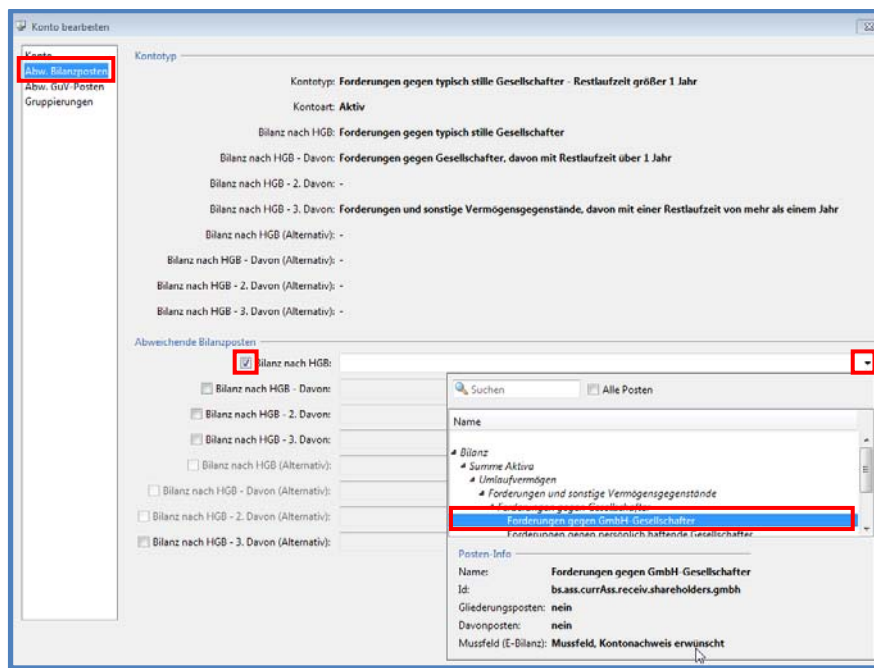 Konto bearbeiten
Konto
Abw. Bilanzposten
Abw. GuV-Posten
Gruppierungen
Kontotyp
Kontotyp: Forderungen gegen typisch stille Gesellschafter - Restlaufzeit größer 1 Jahr
Kontoart: Aktiv
Bilanz nach HGB: Forderungen gegen typisch stille Gesellschafter
Bilanz nach HGB - Davon: Forderungen gegen Gesellschafter, davon mit Restlaufzeit über 1 Jahr
Bilanz nach HGB - 2. Davon: -
Bilanz nach HGB - 3. Davon: Forderungen und sonstige Vermögensgegenstände, davon mit einer Restlaufzeit von mehr als einem Jahr
Bilanz nach HGB (Alternativ): -
Bilanz nach HGB - Davon (Alternativ): -
Bilanz nach HGB - 2. Davon (Alternativ): -
Bilanz nach HGB - 3. Davon (Alternativ): -
Abweichende Bilanzposten
Bilanz nach HGB:
Bilanz nach HGB - Davon:
Bilanz nach HGB - 2. Davon:
Bilanz nach HGB - 3. Davon:
Bilanz nach HGB (Alternativ):
Bilanz nach HGB - Davon (Alternativ):
Bilanz nach HGB - 2. Davon (Alternativ):
Bilanz nach HGB - 3. Davon (Alternativ):
Suchen
Alle Posten
Name
Bilanz
Summe Aktiva
Umlaufvermögen
Forderungen und sonstige Vermögensgegenstände
Forderungen gegen Gesellschafter
Forderungen gegen GmbH-Gesellschafter
Forderungen gegen persönlich haftende Gesellschafter
Posten-Info
Name: Forderungen gegen GmbH-Gesellschafter
Id: bs.ass.currAss.receiv.shareholders.gmbh
Gliederungsposten: nein
Davonposten: nein
Mussfeld (E-Bilanz): Mussfeld, Kontonachweis erwünscht